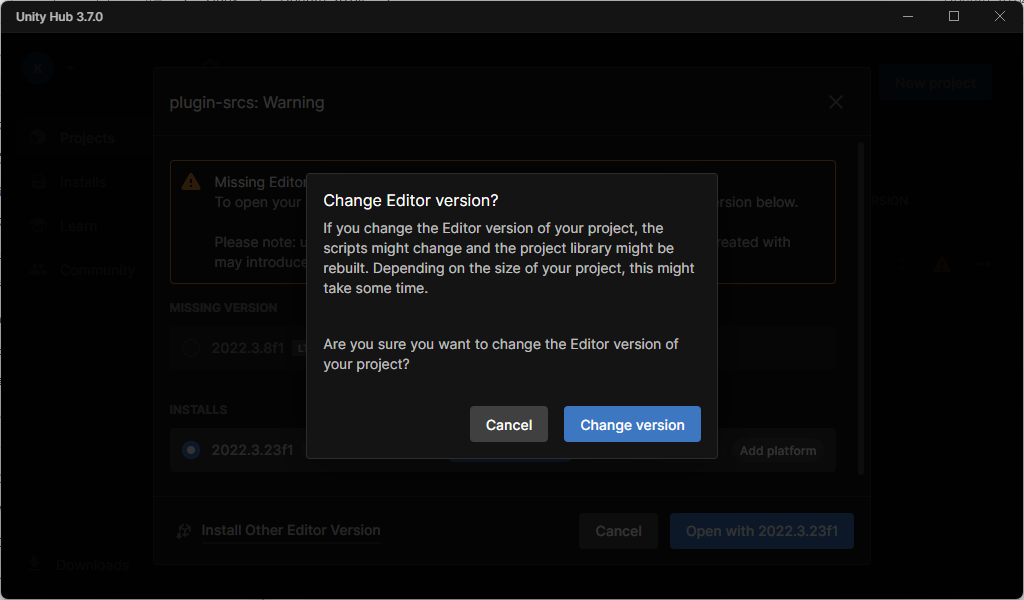 Unity Hub 3.7.0
IC
New project
plugin-srcs: Warning
Projects
Installs
Learn
Community
Downloads
Missing Editor
To open your
rsion below.
Please note: u
reated with
may introduce
MISSING VERSION
2022.3.8f1
INSTALLS
2022.3.23f1
Add platform
Change Editor version?
If you change the Editor version of your project, the
scripts might change and the project library might be
rebuilt. Depending on the size of your project, this might
take some time.
Are you sure you want to change the Editor version of
your project?
Cancel
Change version
Install Other Editor Version
Cancel
Open with 2022.3.23f1